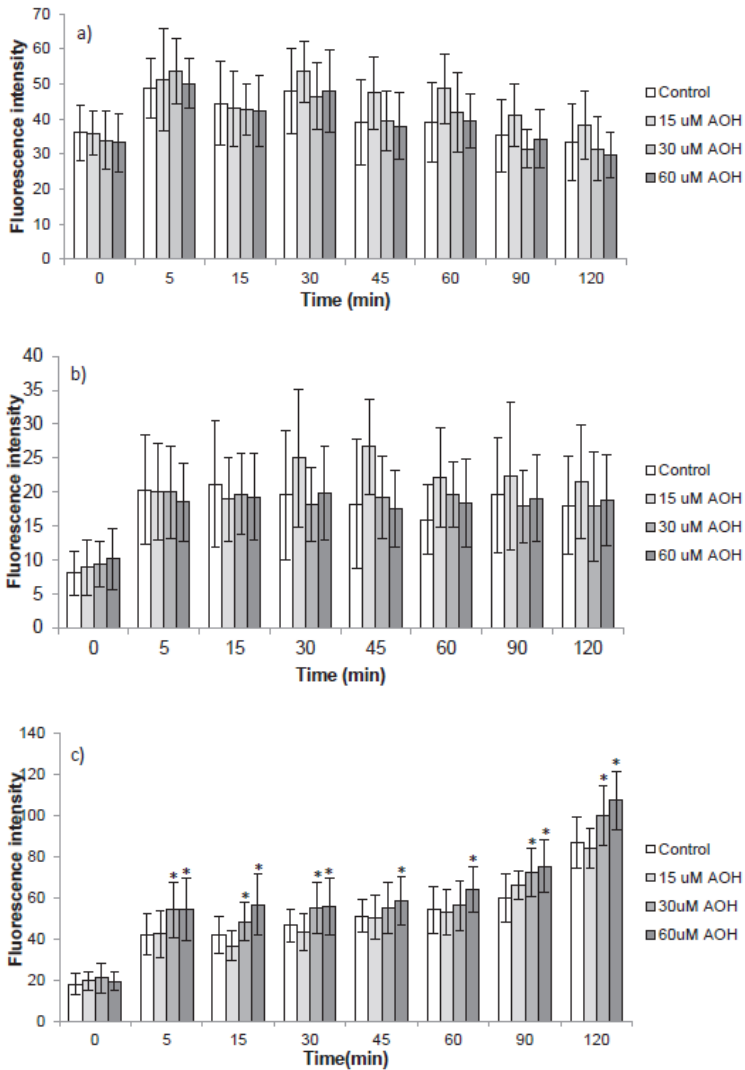 a)
Fluorescence intensity
70
60
50
40
30
20
10
0
0 5 15 30 45 60 90 120
Time (min)
Control
15 uM AOH
30 uM AOH
60 uM AOH
b)
Fluorescence intensity
40
35
30
25
20
15
10
5
0
0 5 15 30 45 60 90 120
Time (min)
Control
15 uM AOH
30 uM AOH
60 uM AOH
c)
Fluorescence intensity
140
120
100
80
60
40
20
0
* * * * * * * * * * * *
0 5 15 30 45 60 90 120
Time(min)
Control
15 uM AOH
30uM AOH
60uM AOH